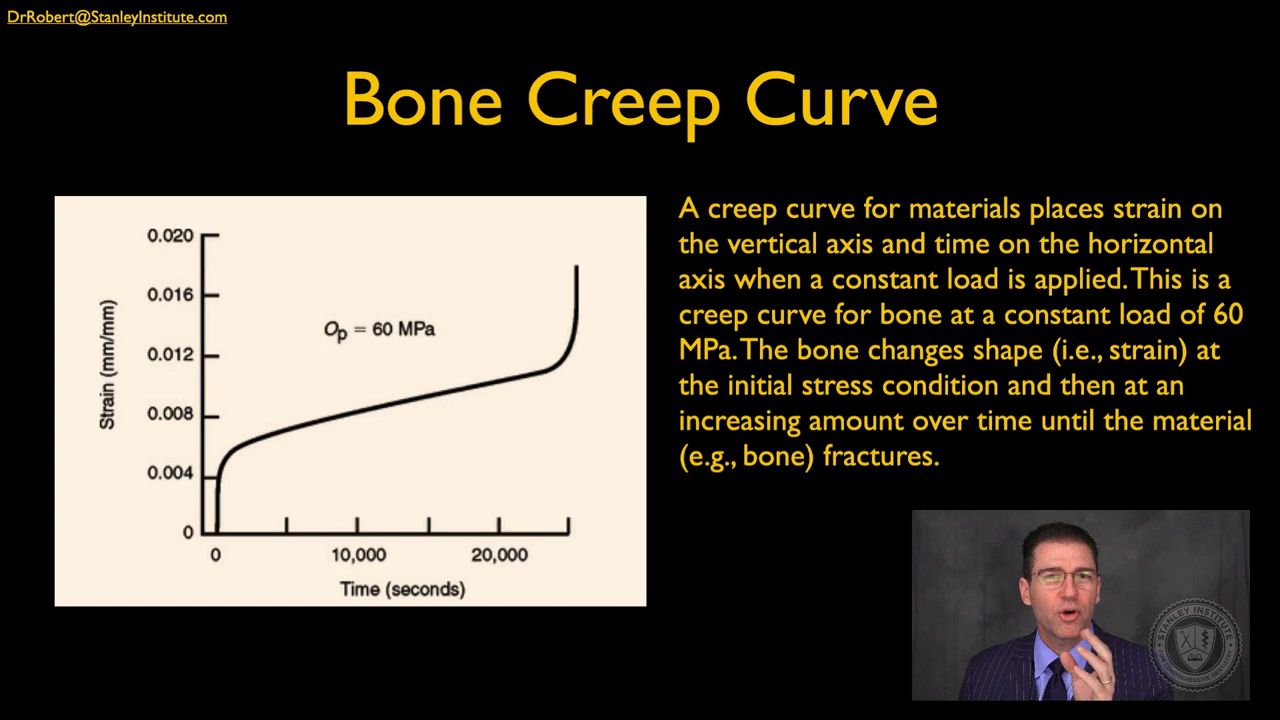 DrRobert@StanleyInstitute.com
Bone Creep Curve
0.020
0.016
0.012
0.008
0.004
0
Strain (mm/mm)
Op = 60 MPa
0
10,000
20,000
Time (seconds)
A creep curve for materials places strain on
the vertical axis and time on the horizontal
axis when a constant load is applied. This is a
creep curve for bone at a constant load of 60
MPa. The bone changes shape (i.e., strain) at
the initial stress condition and then at an
increasing amount over time until the material
(e.g., bone) fractures.
STANLEY INSTITUTE